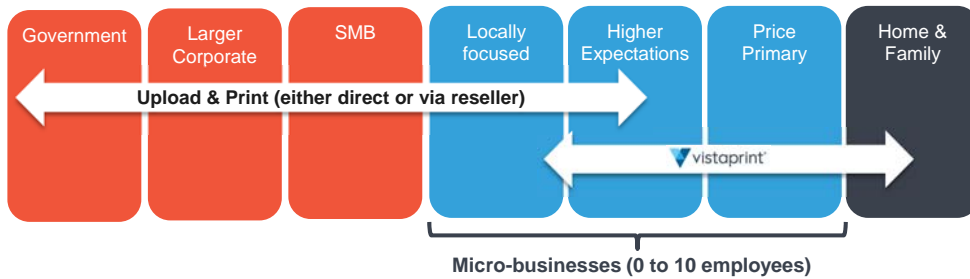 Government
Larger
Corporate
SMB
Locally
focused
Higher
Expectations
Price
Primary
Home &
Family
Upload & Print (either direct or via reseller)
vistaprint
Micro-businesses (0 to 10 employees)